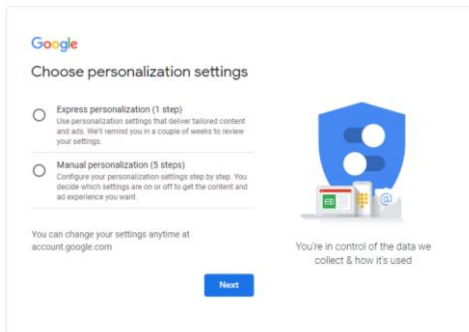 Google
Choose personalization settings
Express personalization (1 step)
Use personalization settings that deliver tailored content
and ads. We'll remind you in a couple of weeks to review
your settings.
Manual personalization (5 steps)
Configure your personalization settings step by step. You
decide which settings are on or off to get the content and
ad experience you want.
You can change your settings anytime at
account.google.com
Next
@
You're in control of the data we
collect & how it's used